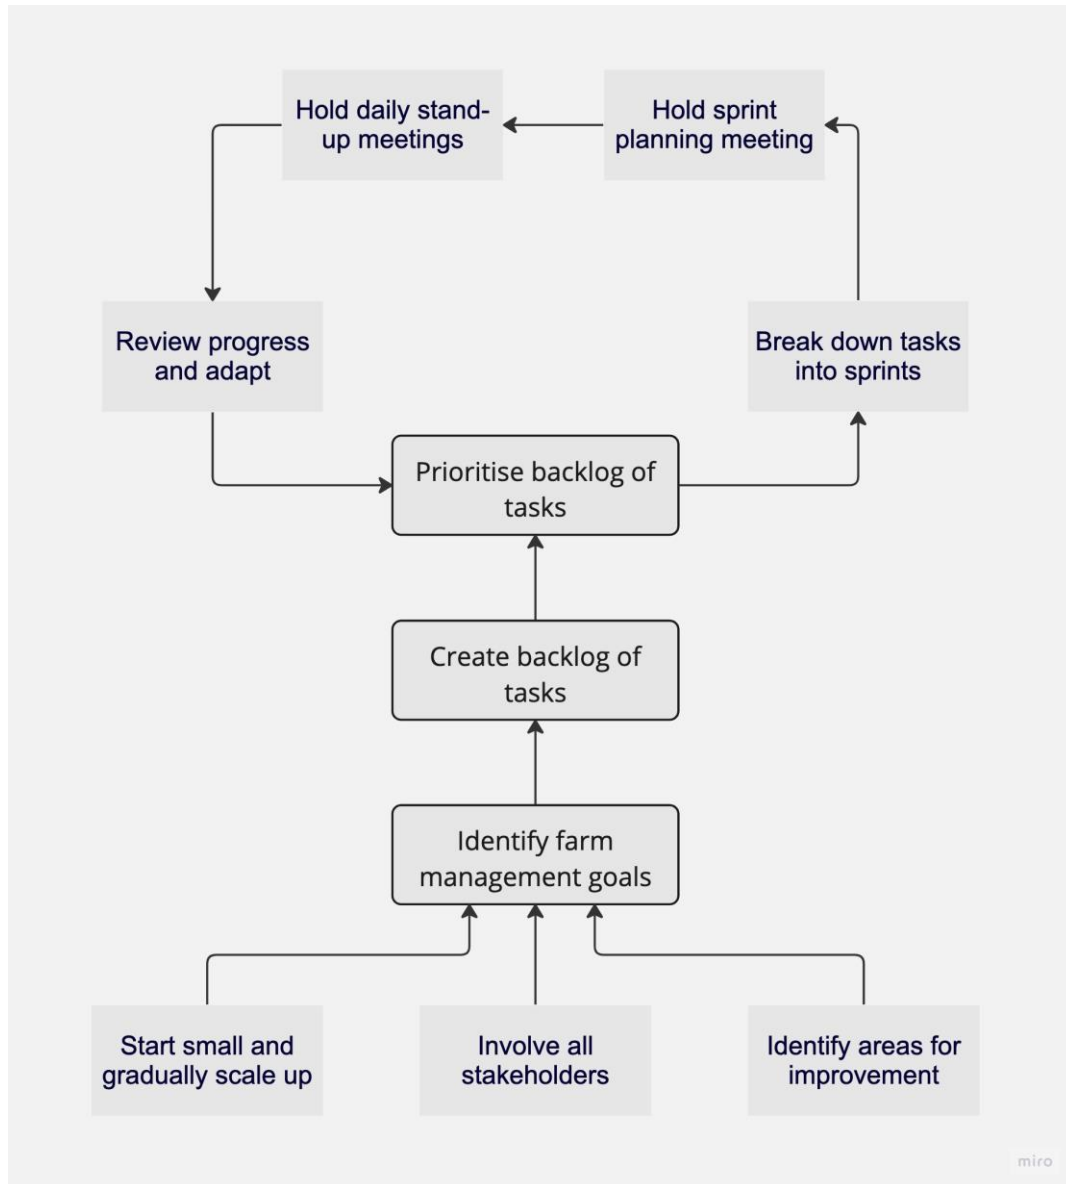 Hold daily stand-
up meetings
Hold sprint
planning meeting
Review progress
and adapt
Break down tasks
into sprints
Prioritise backlog of
tasks
Create backlog of
tasks
Identify farm
management goals
Start small and
gradually scale up
Involve all
stakeholders
Identify areas for
improvement
miro